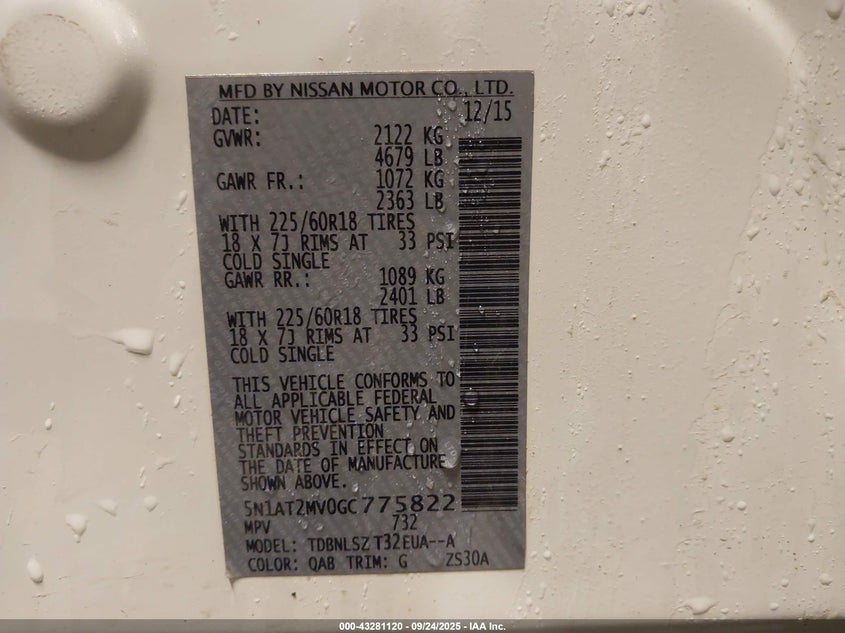 MFD BY NISSAN MOTOR CO., LTD.
DATE: 12/15
GVWR: 2122 KG
4679 LB
GAWR FR.: 1072 KG
2363 LB
WITH 225/60R18 TIRES
18 X 7J RIMS AT 33 PSI
COLD SINGLE
GAWR RR.: 1089 KG
2401 LB
WITH 225/60R18 TIRES
18 X 7J RIMS AT 33 PSI
COLD SINGLE
THIS VEHICLE CONFORMS TO
ALL APPLICABLE FEDERAL
MOTOR VEHICLE SAFETY AND
THEFT PREVENTION
STANDARDS IN EFFECT ON
THE DATE OF MANUFACTURE
SHOWN ABOVE.
5N1AT2MV0GC775822
MPV 732
MODEL: TDBNLSZ T32EUA--A
COLOR: QAB TRIM: G ZS30A
000-43281120 - 09/24/2025 - IAA Inc.